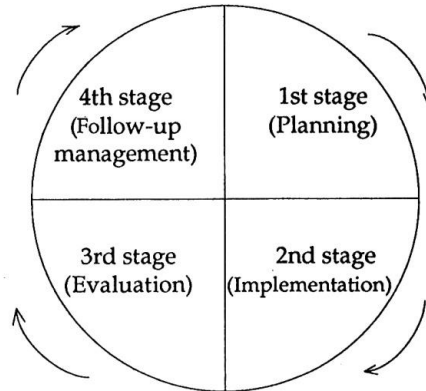 4th stage
(Follow-up
management)
1st stage
(Planning)
3rd stage
(Evaluation)
2nd stage
(Implementation)